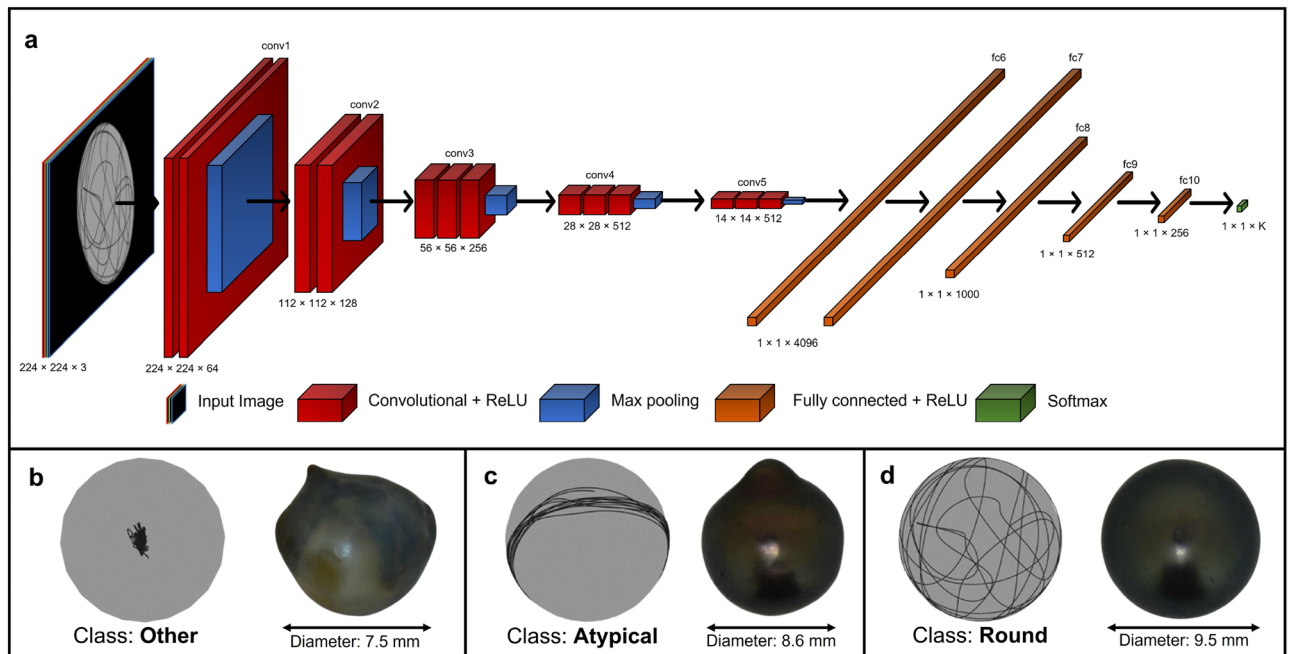 a
conv1
conv2
conv3
conv4
conv5
fc6
fc7
fc8
fc9
fc10
224 × 224 × 3
224 × 224 × 64
112 × 112 × 128
56 × 56 × 256
28 × 28 × 512
14 × 14 × 512
1 × 1 × 4096
1 × 1 × 1000
1 × 1 × 512
1 × 1 × 256
1 × 1 × K
Input Image
Convolutional + ReLU
Max pooling
Fully connected + ReLU
Softmax
b
Class: Other
Diameter: 7.5 mm
c
Class: Atypical
Diameter: 8.6 mm
d
Class: Round
Diameter: 9.5 mm